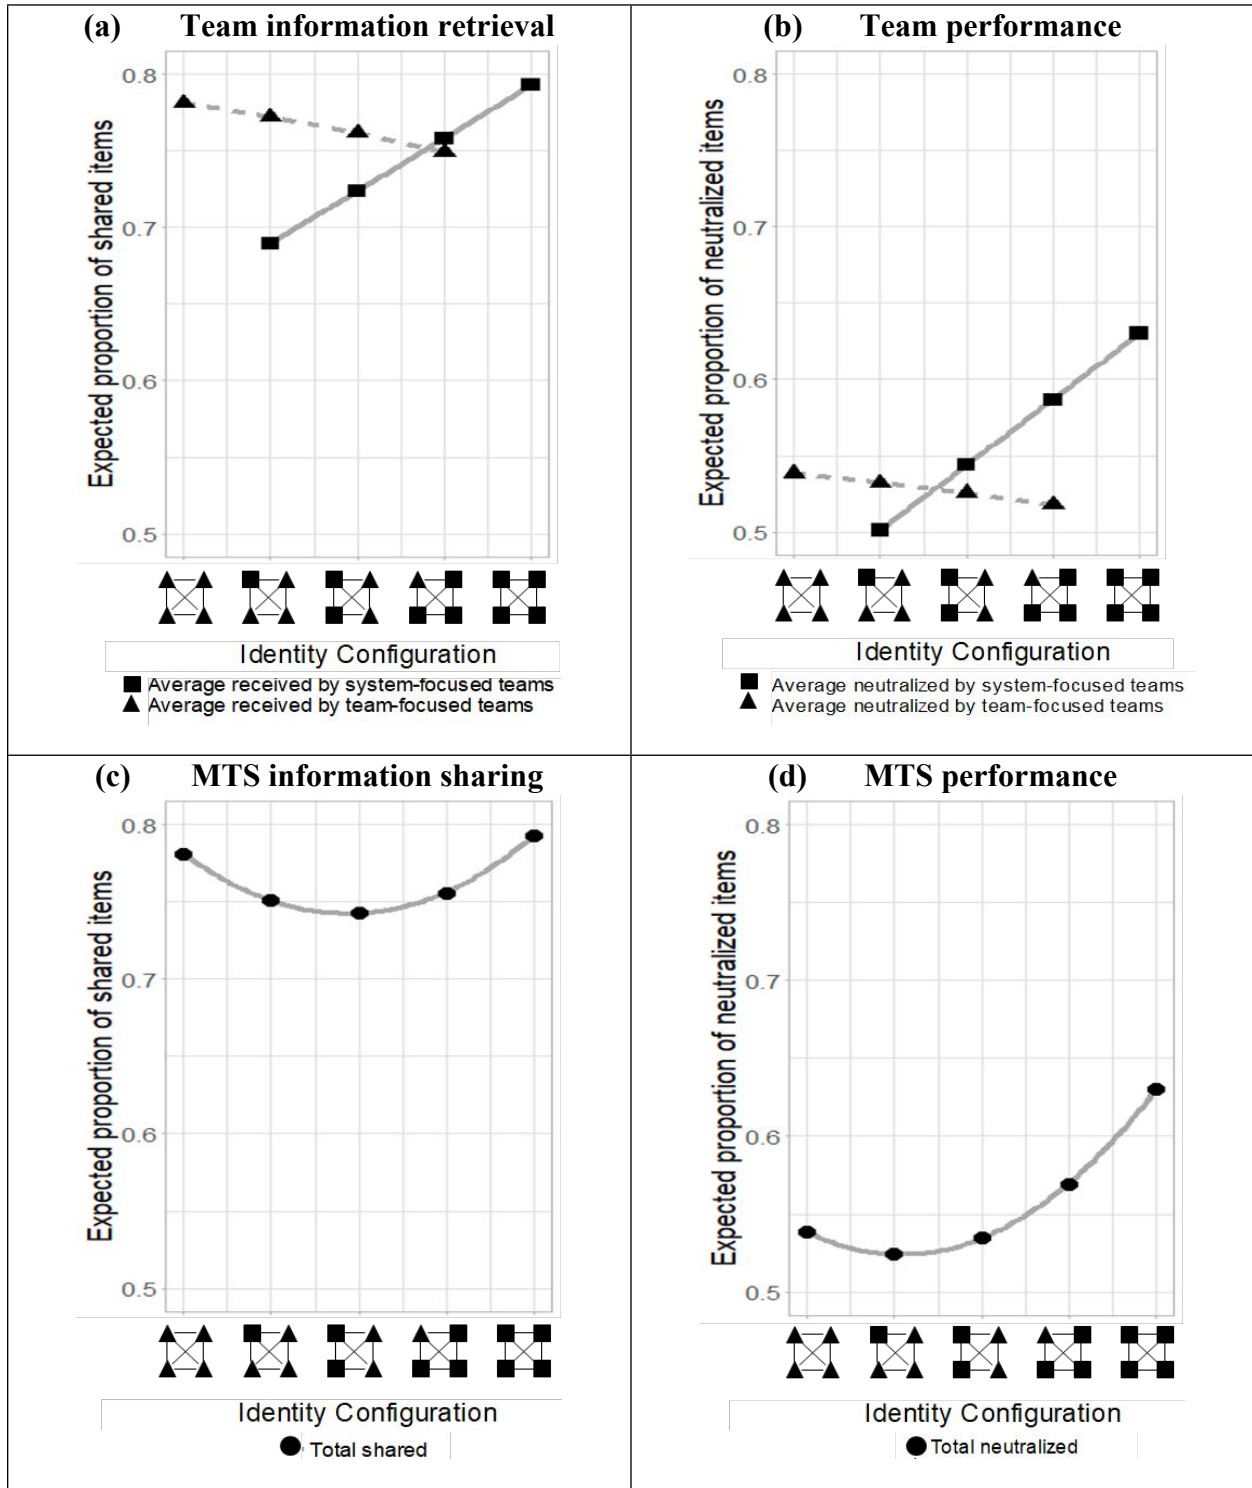 (a) Team information retrieval
Expected proportion of shared items
0.8
0.7
0.6
0.5
Identity Configuration
Average received by system-focused teams
Average received by team-focused teams
(b) Team performance
Expected proportion of neutralized items
0.8
0.7
0.6
0.5
Identity Configuration
Average neutralized by system-focused teams
Average neutralized by team-focused teams
(c) MTS information sharing
Expected proportion of shared items
0.8
0.7
0.6
0.5
Identity Configuration
Total shared
(d) MTS performance
Expected proportion of neutralized items
0.8
0.7
0.6
0.5
Identity Configuration
Total neutralized